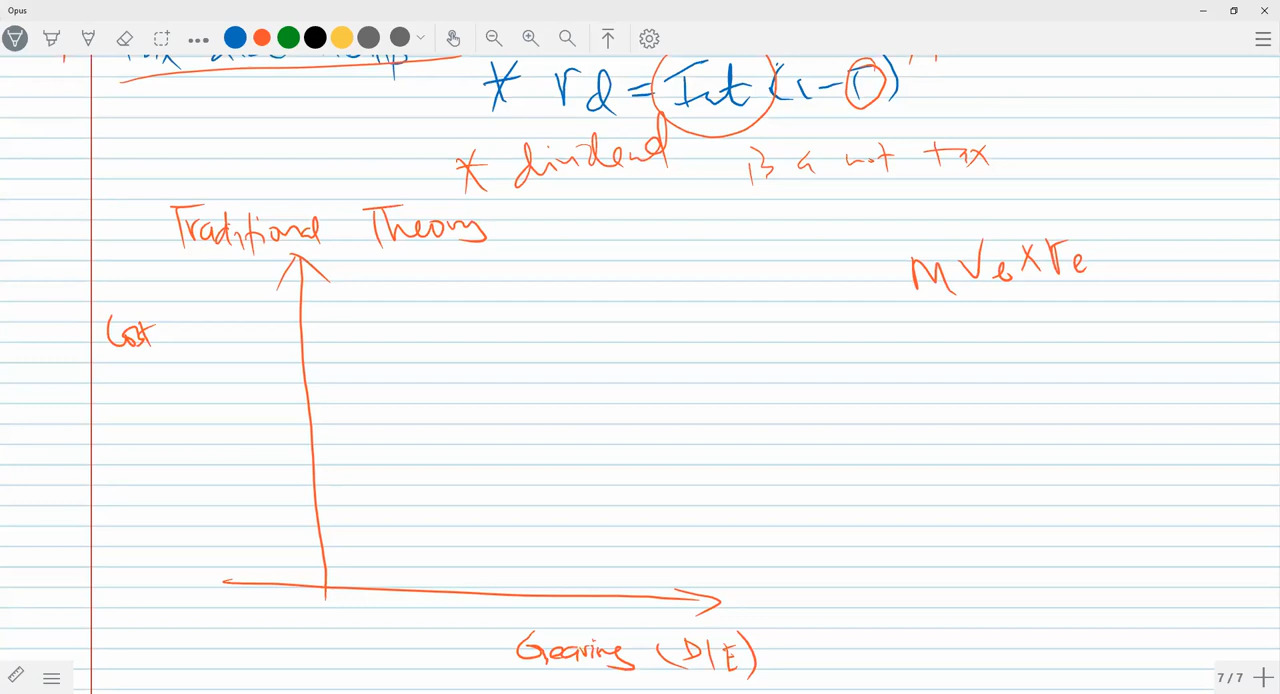 Opus
* rd = Int (1-T)
* dividend is a not tax
Traditional Theory
MVe x re
Cost
Gearing (D/E)
7 / 7